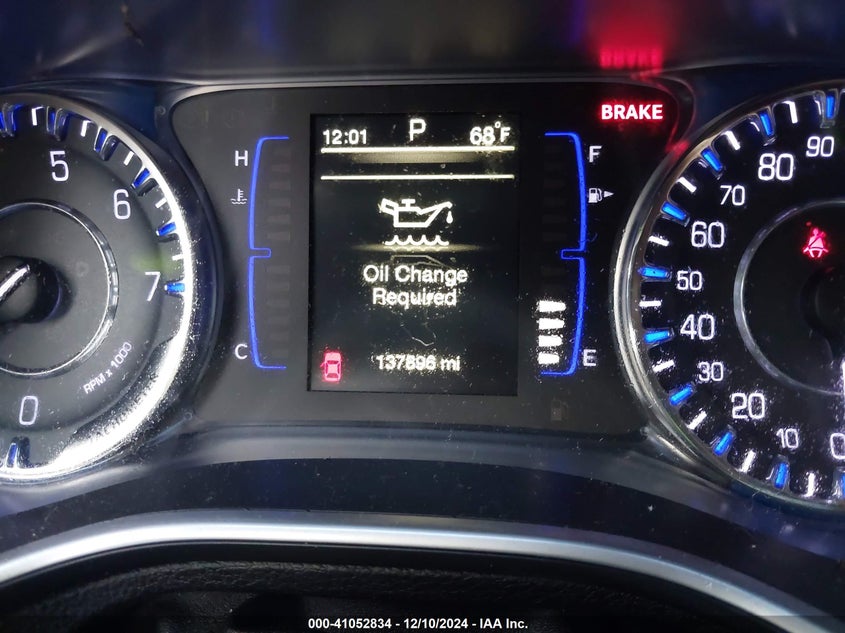 12:01 P 68°F
BRAKE
H
F
Oil Change
Required
C
E
137896 mi
5
6
7
0
RPM x 1000
90
80
70
60
50
40
30
20
10
0
000-41052834 - 12/10/2024 - IAA Inc.